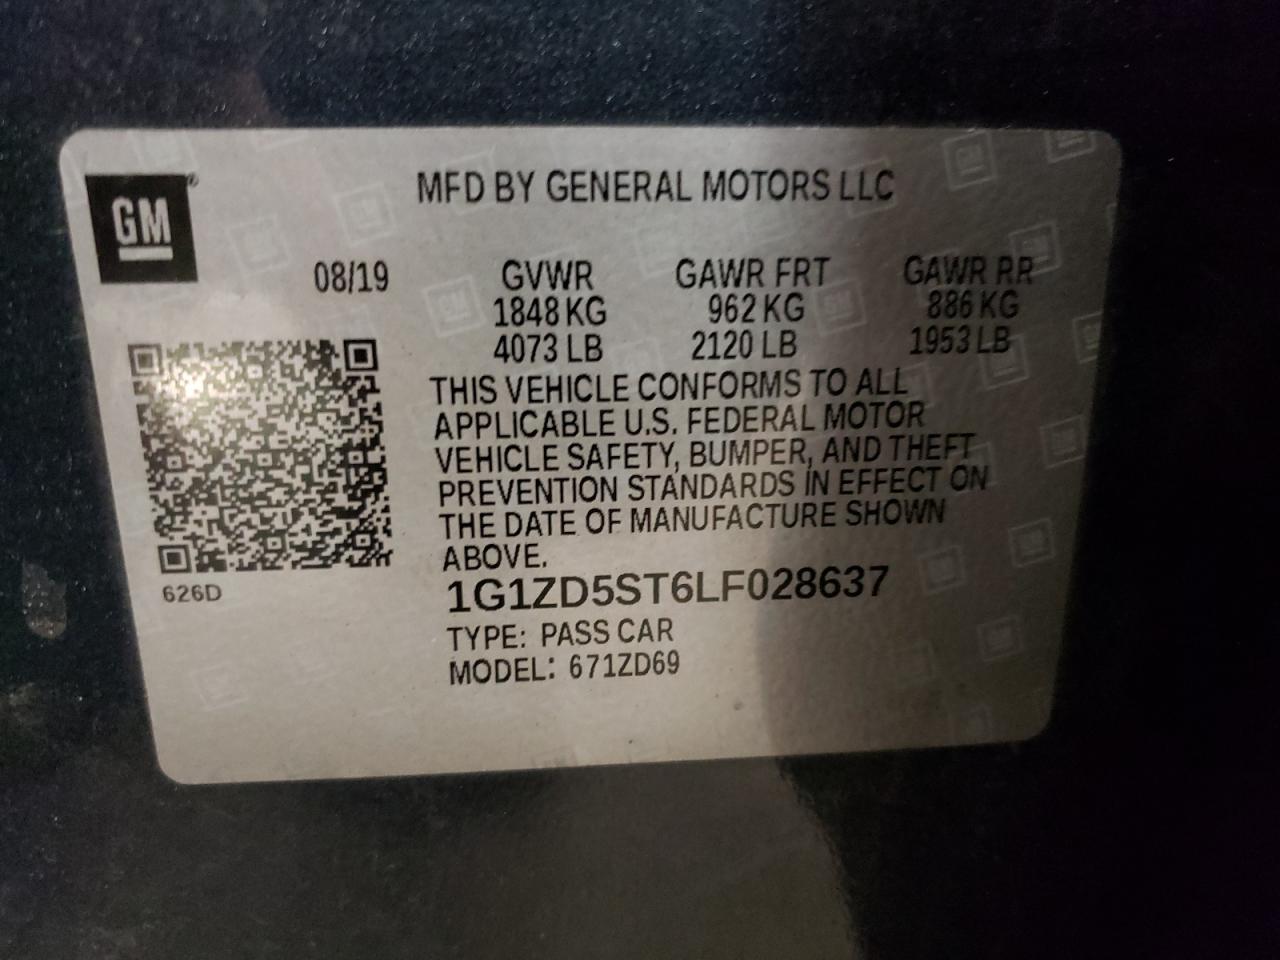 GM
MFD BY GENERAL MOTORS LLC
08/19 GVWR GAWR FRT GAWR RR
1848 KG 962 KG 886 KG
4073 LB 2120 LB 1953 LB
THIS VEHICLE CONFORMS TO ALL
APPLICABLE U.S. FEDERAL MOTOR
VEHICLE SAFETY, BUMPER, AND THEFT
PREVENTION STANDARDS IN EFFECT ON
THE DATE OF MANUFACTURE SHOWN
ABOVE.
626D
1G1ZD5ST6LF028637
TYPE: PASS CAR
MODEL: 671ZD69